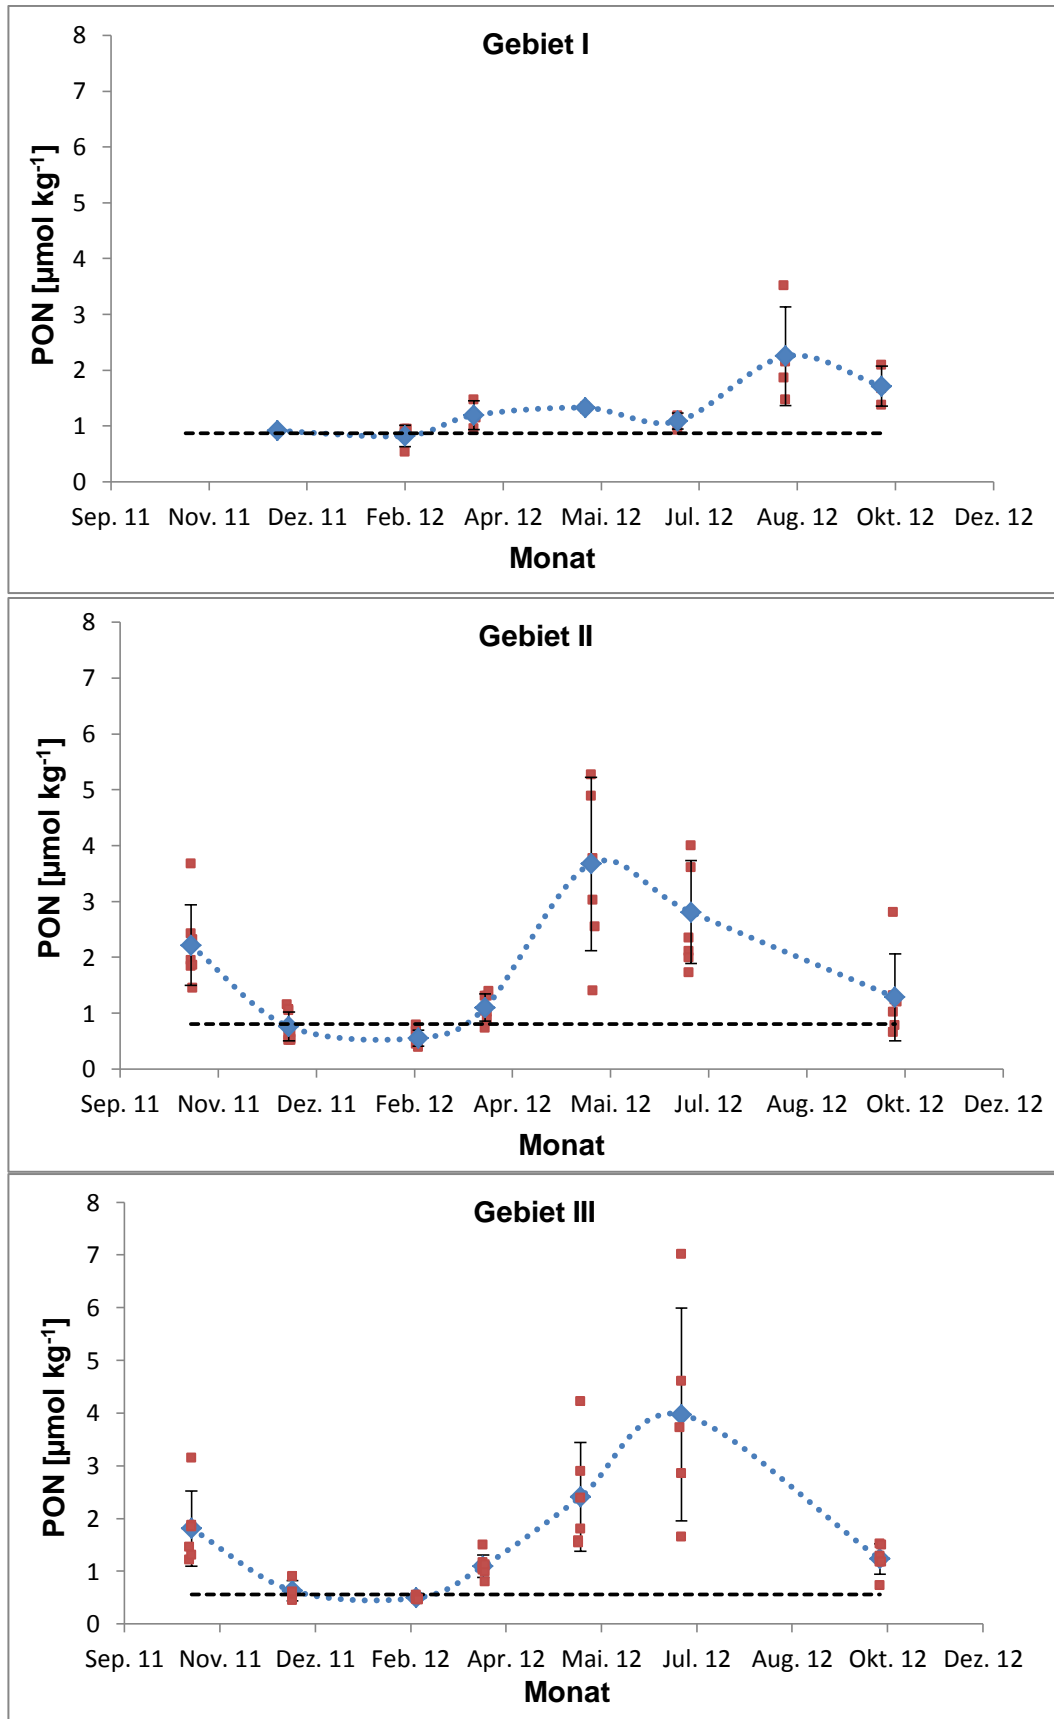 Gebiet I
PON [µmol kg⁻¹]
8
7
6
5
4
3
2
1
0
Sep. 11 Nov. 11 Dez. 11 Feb. 12 Apr. 12 Mai. 12 Jul. 12 Aug. 12 Okt. 12 Dez. 12
Monat
Gebiet II
PON [µmol kg⁻¹]
8
7
6
5
4
3
2
1
0
Sep. 11 Nov. 11 Dez. 11 Feb. 12 Apr. 12 Mai. 12 Jul. 12 Aug. 12 Okt. 12 Dez. 12
Monat
Gebiet III
PON [µmol kg⁻¹]
8
7
6
5
4
3
2
1
0
Sep. 11 Nov. 11 Dez. 11 Feb. 12 Apr. 12 Mai. 12 Jul. 12 Aug. 12 Okt. 12 Dez. 12
Monat